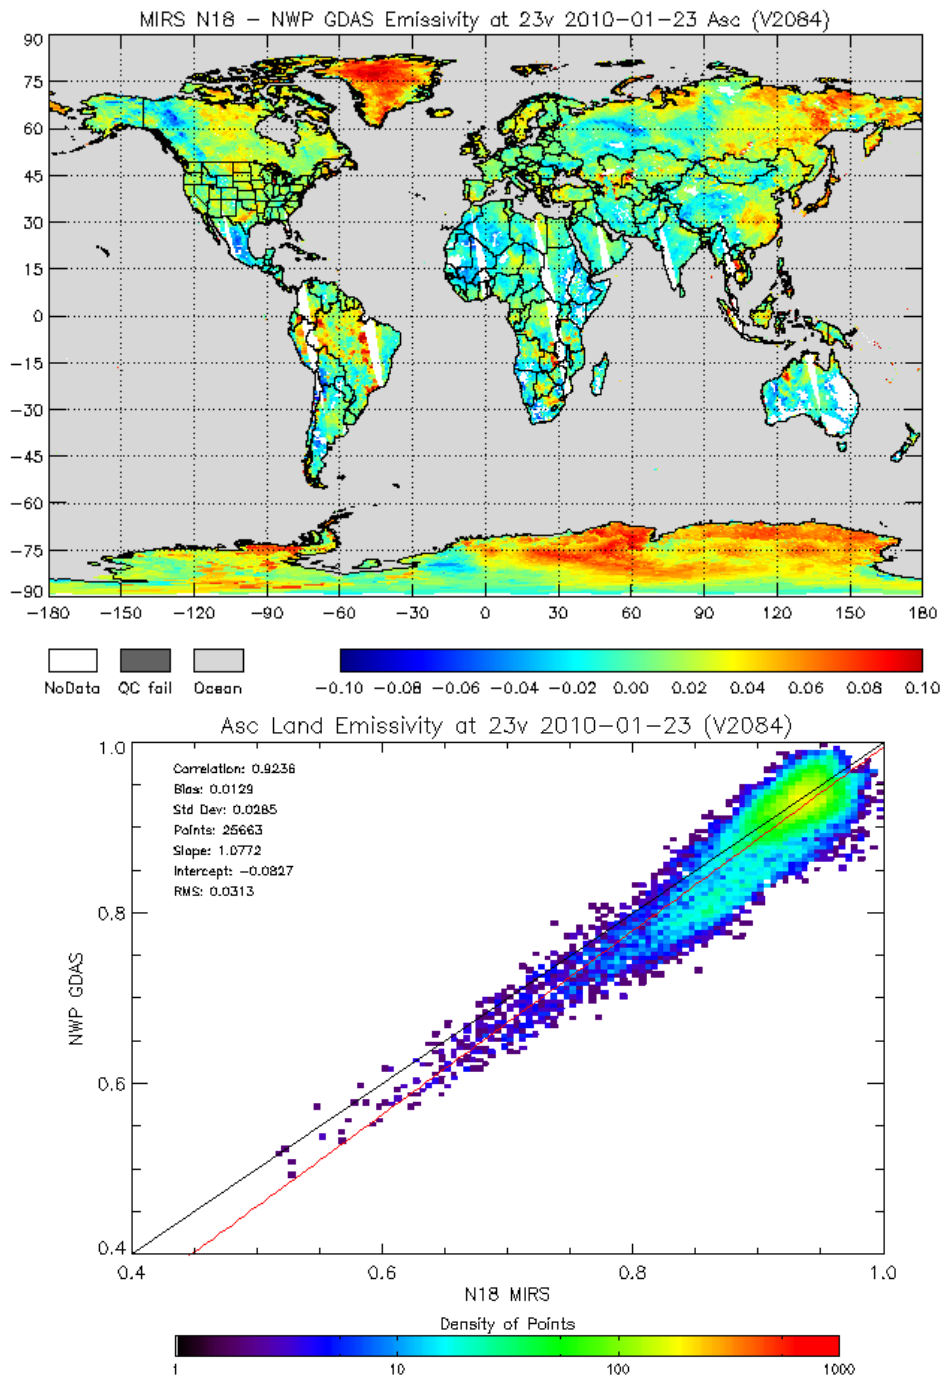 MIRS N18 - NWP GDAS Emissivity at 23v 2010-01-23 Asc (V2084)
90
75
60
45
30
15
0
-15
-30
-45
-60
-75
-90
-180 -150 -120 -90 -60 -30 0 30 60 90 120 150 180
NoData QC fail Ocean
-0.10 -0.08 -0.06 -0.04 -0.02 0.00 0.02 0.04 0.06 0.08 0.10
Asc Land Emissivity at 23v 2010-01-23 (V2084)
Correlation: 0.9236
Bias: 0.0129
Std Dev: 0.0285
Points: 25663
Slope: 1.0772
Intercept: -0.0827
RMS: 0.0313
1.0
0.8
0.6
0.4
NWP GDAS
0.4 0.6 0.8 1.0
N18 MIRS
Density of Points
1 10 100 1000